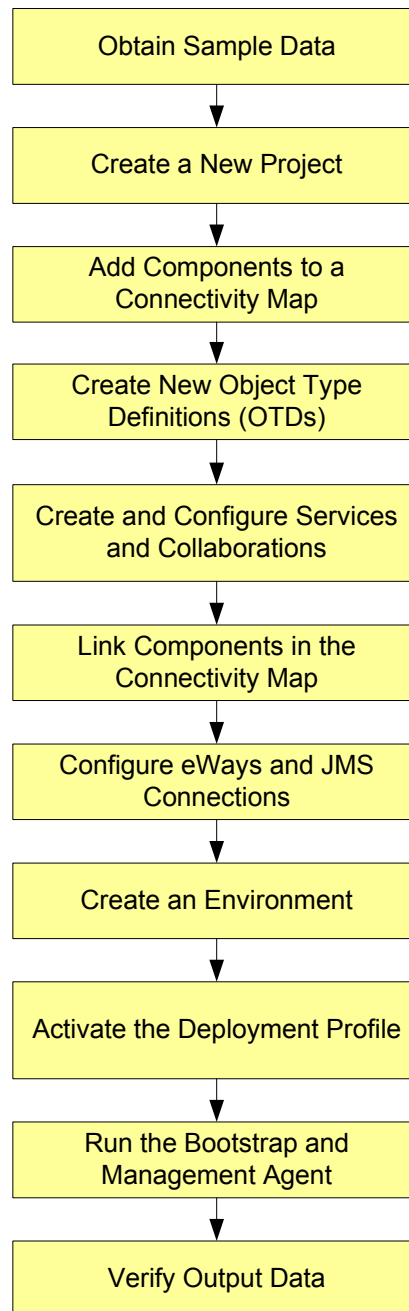 Obtain Sample Data
Create a New Project
Add Components to a
Connectivity Map
Create New Object Type
Definitions (OTDs)
Create and Configure Services
and Collaborations
Link Components in the
Connectivity Map
Configure eWays and JMS
Connections
Create an Environment
Activate the Deployment Profile
Run the Bootstrap and
Management Agent
Verify Output Data